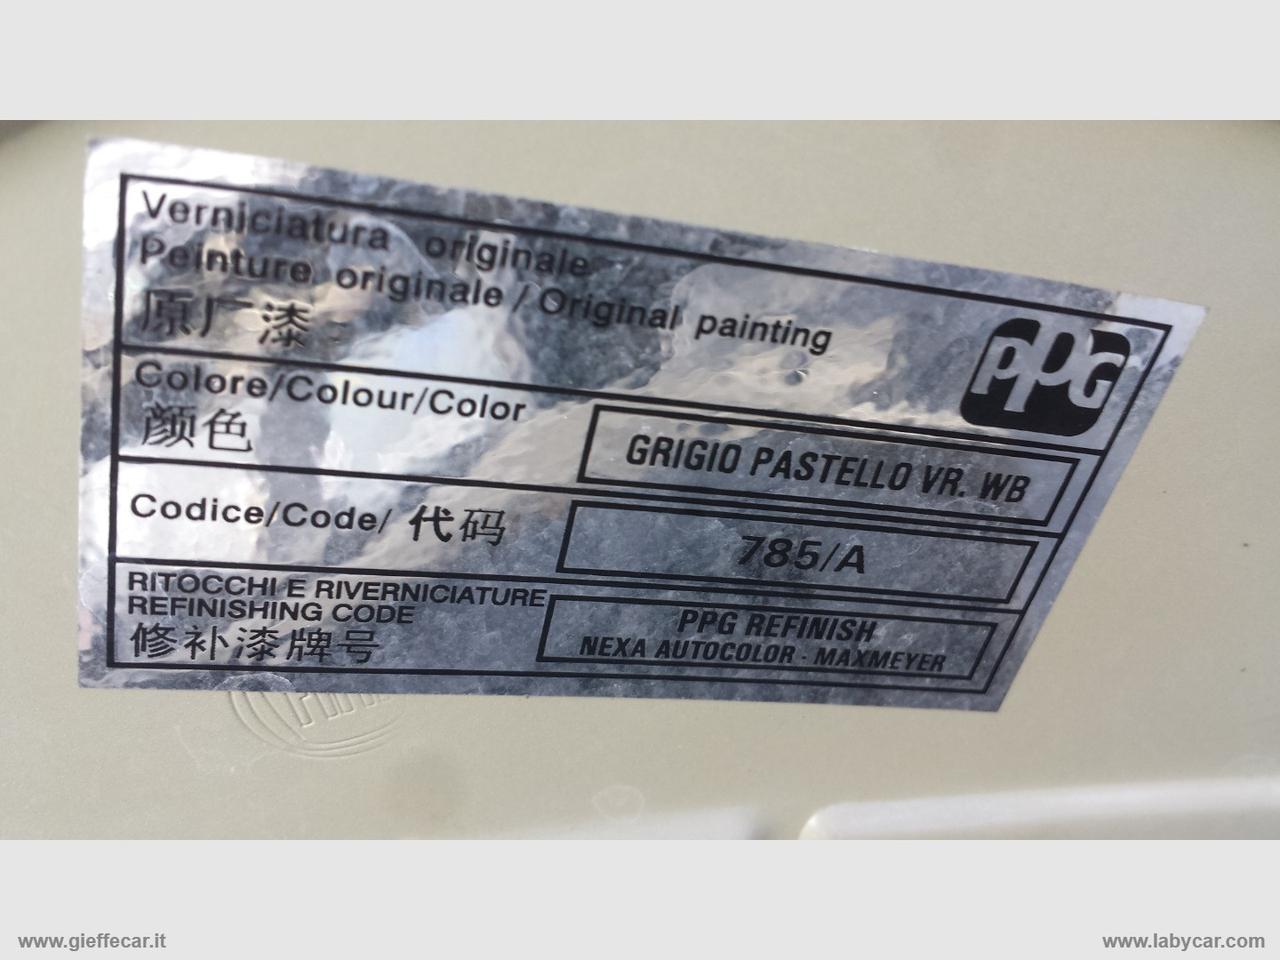 Verniciatura originale
Peinture originale / Original painting
原厂漆
PPG
Colore/Colour/Color
颜色
GRIGIO PASTELLO VR. WB
Codice/Code/ 代码
785/A
RITOCCHI E RIVERNICIATURE
REFINISHING CODE
修补漆牌号
PPG REFINISH
NEXA AUTOCOLOR - MAXMEYER
www.gieffecar.it
www.labycar.com